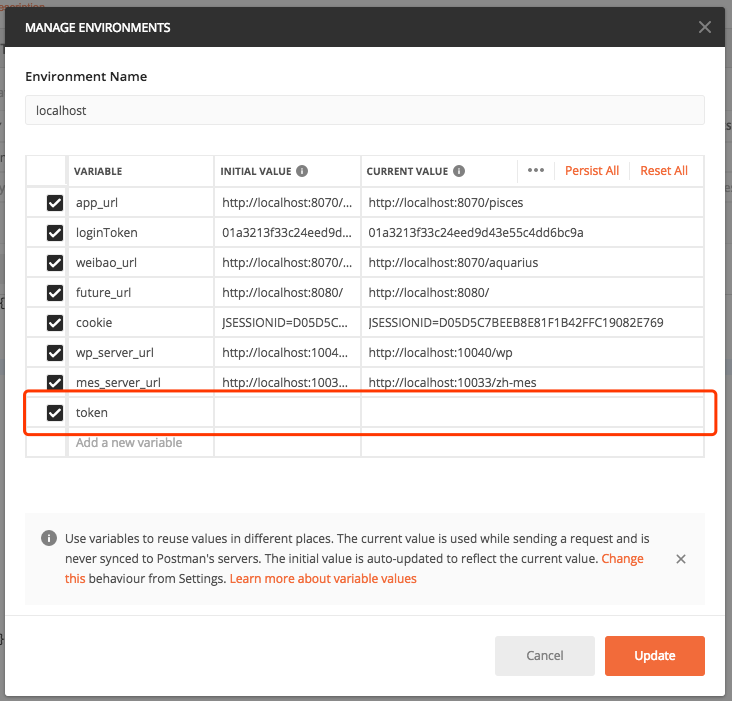 MANAGE ENVIRONMENTS
Environment Name
localhost
VARIABLE INITIAL VALUE CURRENT VALUE ••• Persist All Reset All
app_url http://localhost:8070/... http://localhost:8070/pisces
loginToken 01a3213f33c24eed9d... 01a3213f33c24eed9d43e55c4dd6bc9a
weibao_url http://localhost:8070/... http://localhost:8070/aquarius
future_url http://localhost:8080/ http://localhost:8080/
cookie JSESSIONID=D05D5C... JSESSIONID=D05D5C7BEEB8E81F1B42FFC19082E769
wp_server_url http://localhost:1004... http://localhost:10040/wp
mes_server_url http://localhost:1003... http://localhost:10033/zh-mes
token
Add a new variable
Use variables to reuse values in different places. The current value is used while sending a request and is
never synced to Postman's servers. The initial value is auto-updated to reflect the current value. Change
this behaviour from Settings. Learn more about variable values
Cancel Update